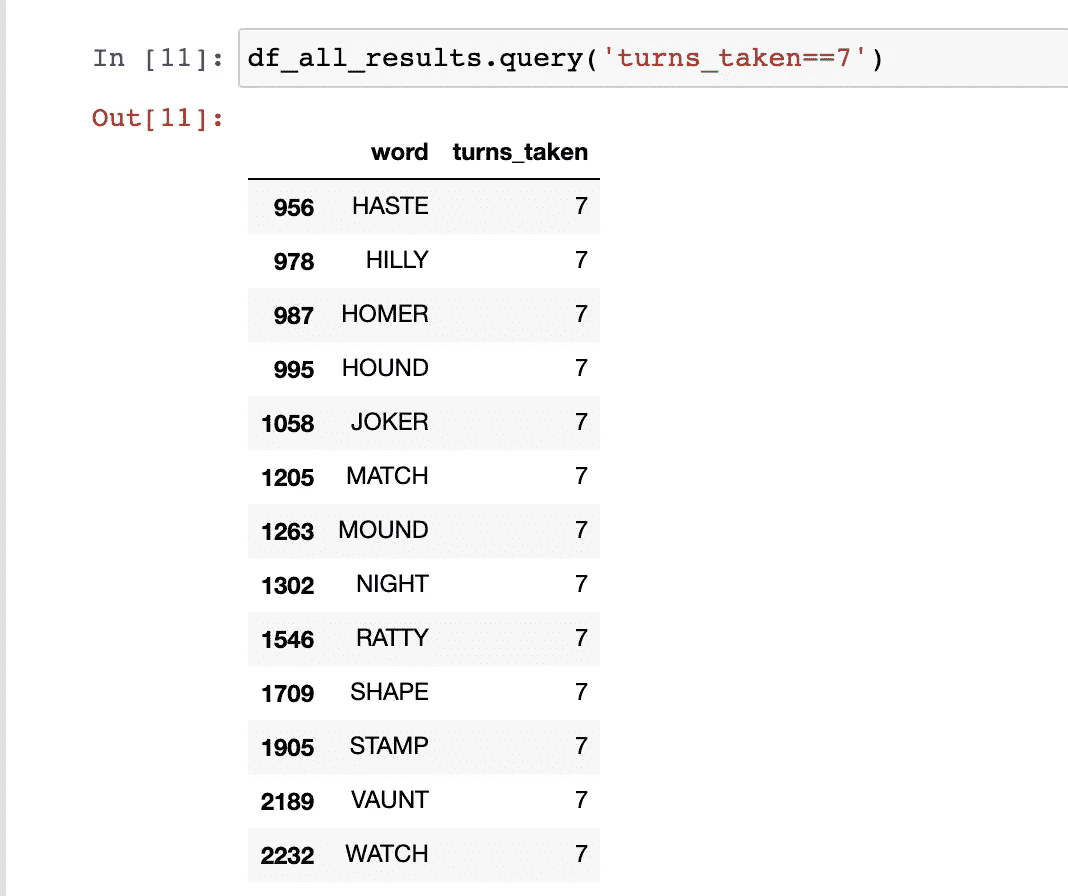 In [11]: df_all_results.query('turns_taken==7')
Out[11]:
word turns_taken
956 HASTE 7
978 HILLY 7
987 HOMER 7
995 HOUND 7
1058 JOKER 7
1205 MATCH 7
1263 MOUND 7
1302 NIGHT 7
1546 RATTY 7
1709 SHAPE 7
1905 STAMP 7
2189 VAUNT 7
2232 WATCH 7